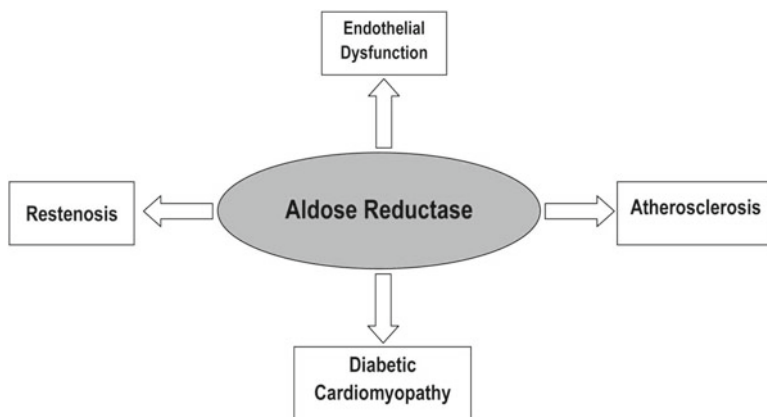 Endothelial
Dysfunction
Restenosis
Aldose Reductase
Atherosclerosis
Diabetic
Cardiomyopathy